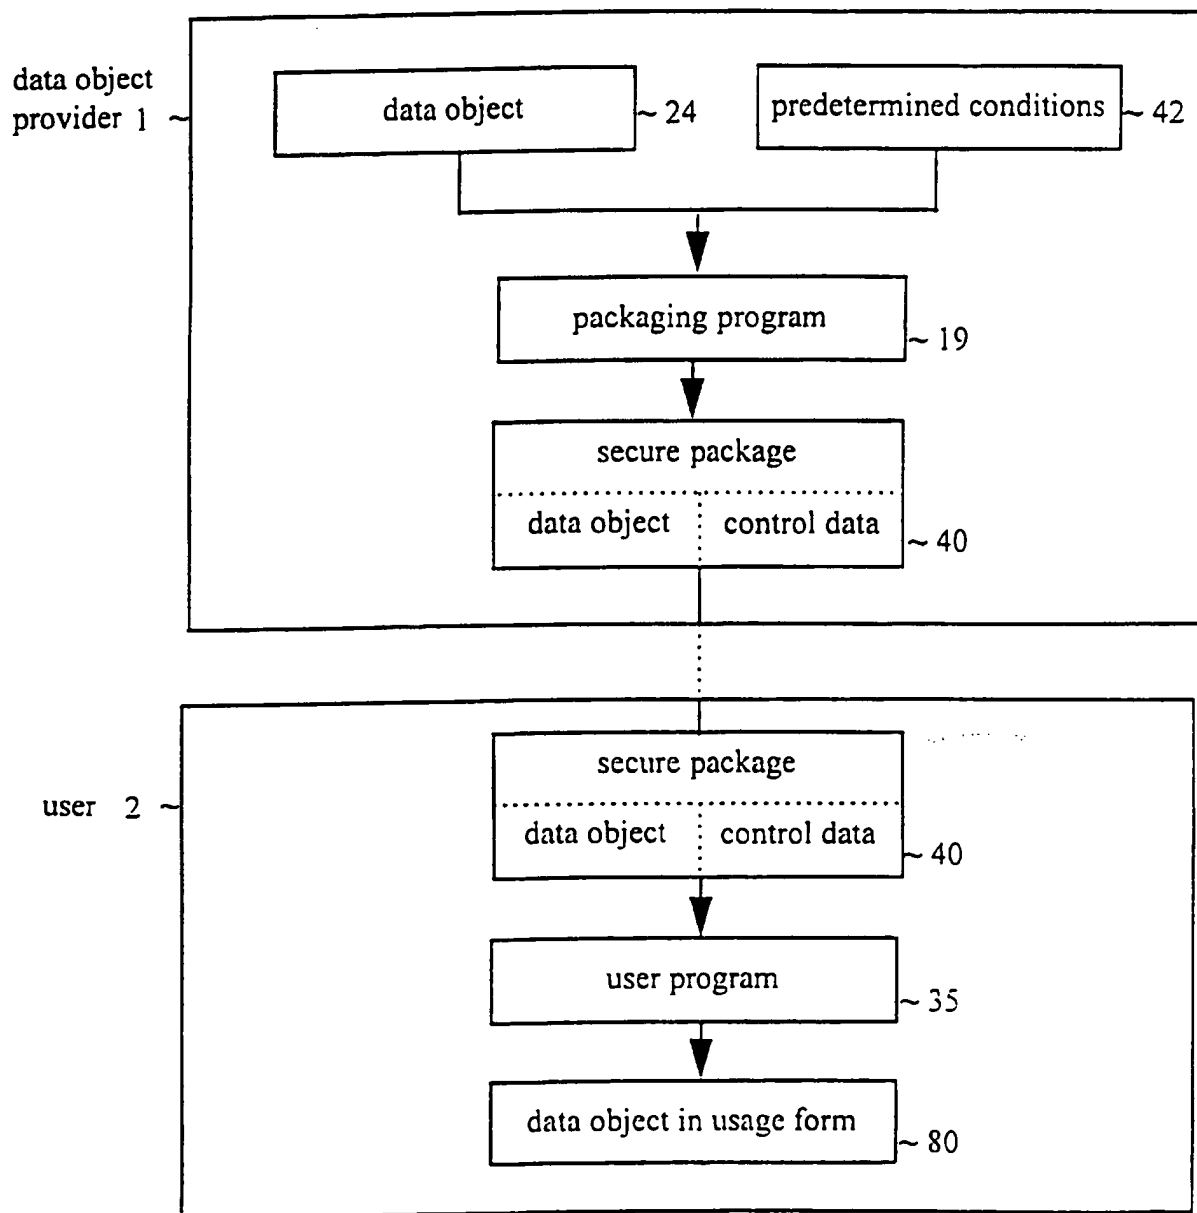 data object
provider 1 ~
data object ~ 24
predetermined conditions ~ 42
packaging program ~ 19
secure package
data object control data ~ 40
user 2 ~
secure package
data object control data ~ 40
user program ~ 35
data object in usage form ~ 80